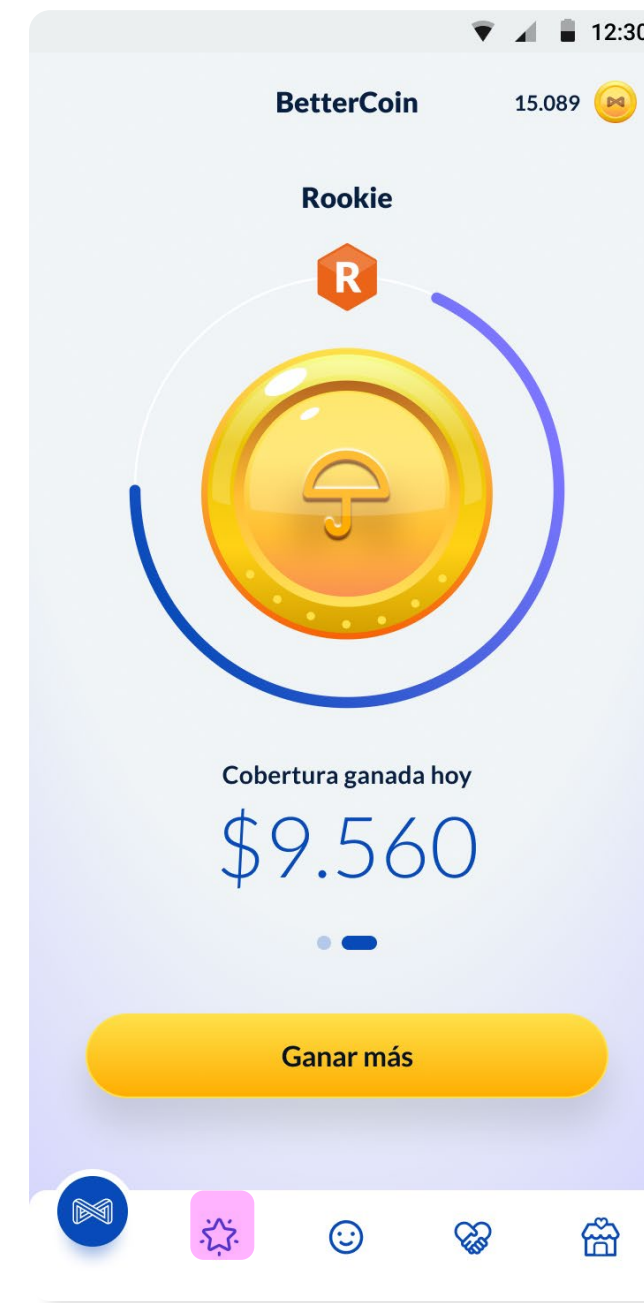 12:30
BetterCoin
15.089
Rookie
R
Cobertura ganada hoy
$9.560
Ganar más